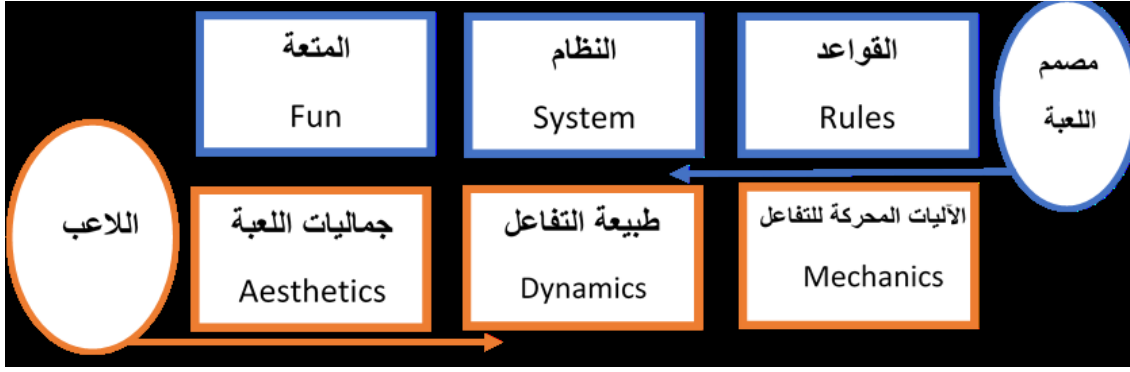 مصمم
اللعبة
القواعد
Rules
النظام
System
المتعة
Fun
الآليات المحركة للتفاعل
Mechanics
طبيعة التفاعل
Dynamics
جماليات اللعبة
Aesthetics
اللاعب